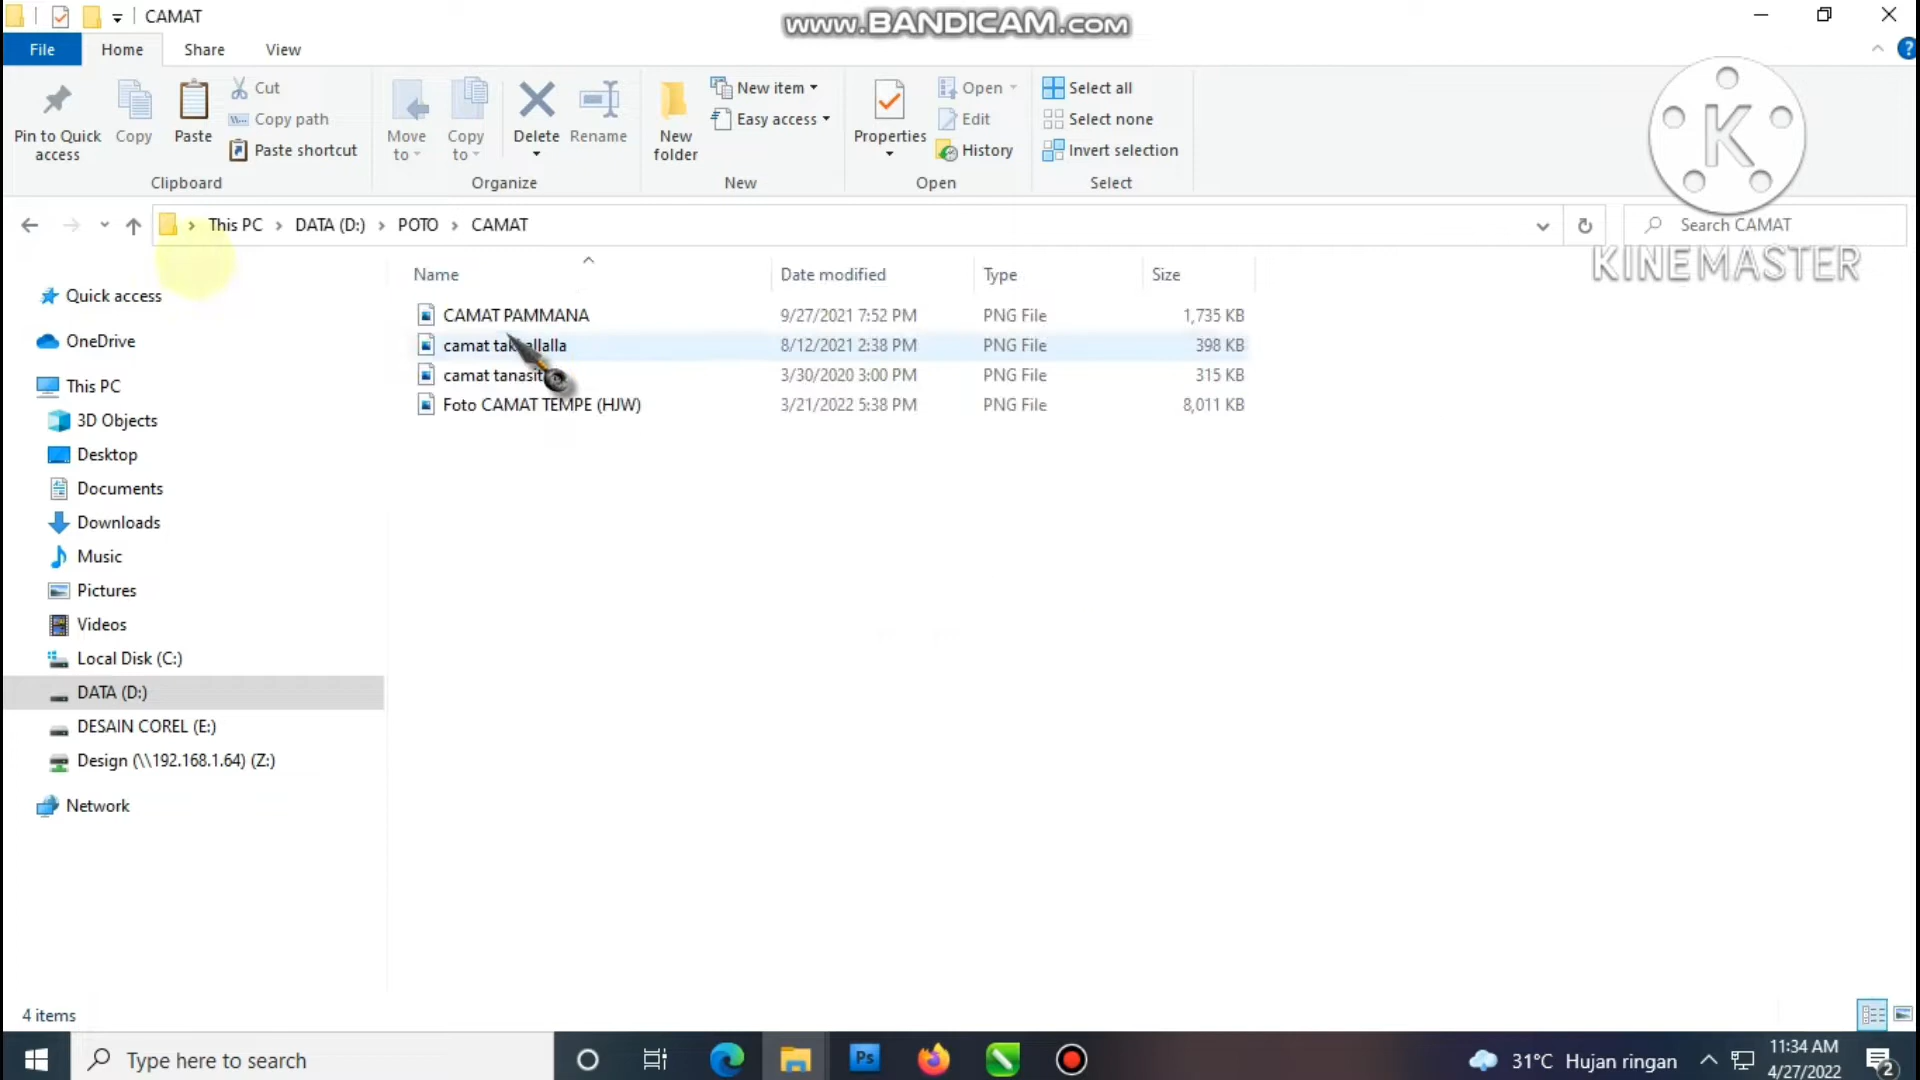 CAMAT
www.BANDICAM.com
File Home Share View
Pin to Quick access
Copy
Paste
Cut
Copy path
Paste shortcut
Clipboard
Move to
Copy to
Delete
Rename
Organize
New folder
New item
Easy access
New
Properties
Open
Edit
History
Open
Select all
Select none
Invert selection
Select
K
KINEMASTER
This PC > DATA (D:) > POTO > CAMAT
Search CAMAT
Name Date modified Type Size
CAMAT PAMMANA 9/27/2021 7:52 PM PNG File 1,735 KB
camat 8/12/2021 2:38 PM PNG File 398 KB
camat 3/30/2020 3:00 PM PNG File 315 KB
Foto CAMAT TEMPE (HJW) 3/21/2022 5:38 PM PNG File 8,011 KB
Quick access
OneDrive
This PC
3D Objects
Desktop
Documents
Downloads
Music
Pictures
Videos
Local Disk (C:)
DATA (D:)
DESAIN COREL (E:)
Design (\\192.168.1.64) (Z:)
Network
4 items
Type here to search
Ps
31°C Hujan ringan
11:34 AM
4/27/2022
2